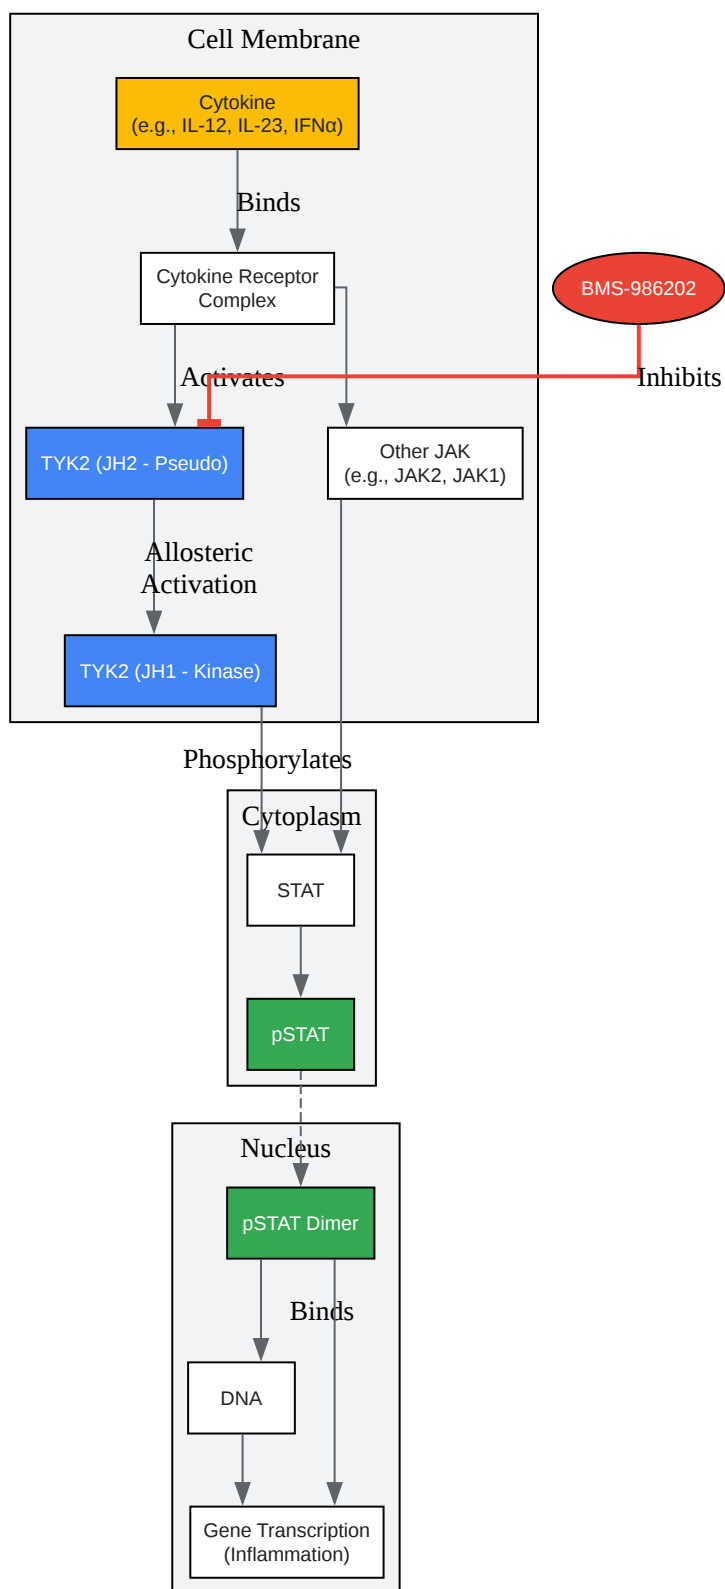 Cell Membrane
Cytokine
(e.g., IL-12, IL-23, IFNα)
Binds
Cytokine Receptor
Complex
BMS-986202
Activates
Inhibits
TYK2 (JH2 - Pseudo)
Other JAK
(e.g., JAK2, JAK1)
Allosteric
Activation
TYK2 (JH1 - Kinase)
Phosphorylates
Cytoplasm
STAT
pSTAT
Nucleus
pSTAT Dimer
Binds
DNA
Gene Transcription
(Inflammation)